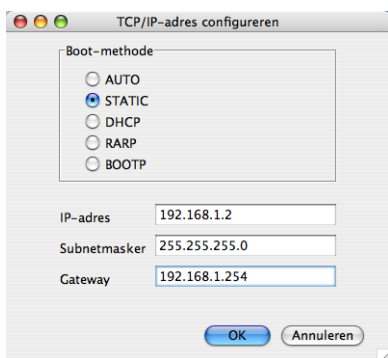 TCP/IP-adres configureren
Boot-methode
AUTO
STATIC
DHCP
RARP
BOOTP
IP-adres 192.168.1.2
Subnetmasker 255.255.255.0
Gateway 192.168.1.254
OK Annuleren